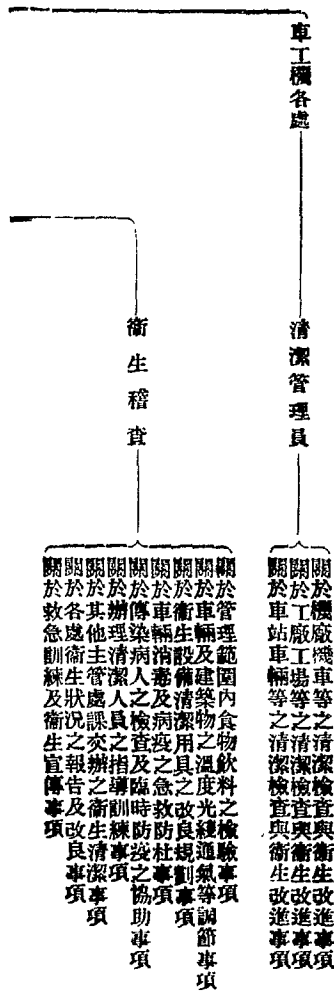 車工機各處
清潔管理員
關於機廠機車等之清潔檢查與衞生改進事項
關於工廠工場等之清潔檢查與衞生改進事項
關於車站車輛等之清潔檢查與衞生改進事項
衞生稽查
關於管理範圍內食物飲料之檢驗事項
關於車輛及建築物之溫度光綫通氣等調節事項
關於衞生設備清潔用具之改良規劃事項
關於車輛消毒及病疫之急救防杜事項
關於傳染病人之檢查及臨時防疫之協助事項
關於辦理清潔人員之指導訓練事項
關於其他主管處課交辦之衞生清潔事項
關於各處衞生狀况之報告及改良事項
關於救急訓練及衞生宣傳事項